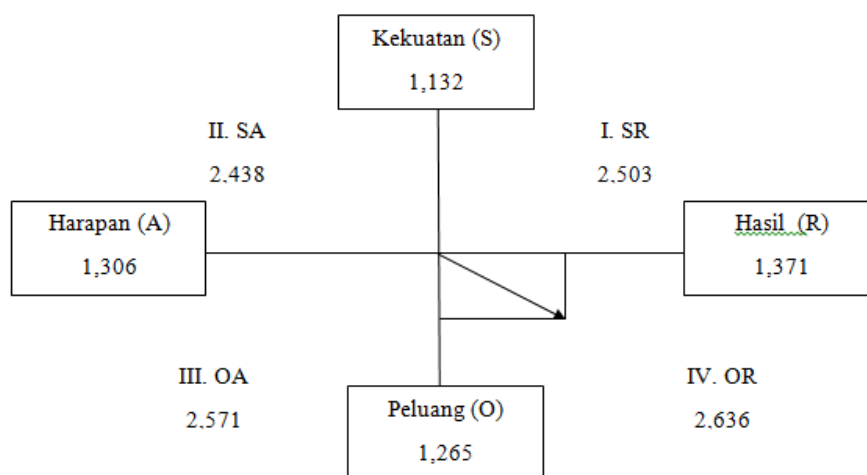 Kekuatan (S)
1,132
II. SA
2.438
I. SR
2.503
Harapan (A)
1,306
Hasil (R)
1,371
III. OA
2.571
Peluang (O)
1,265
IV. OR
2.636